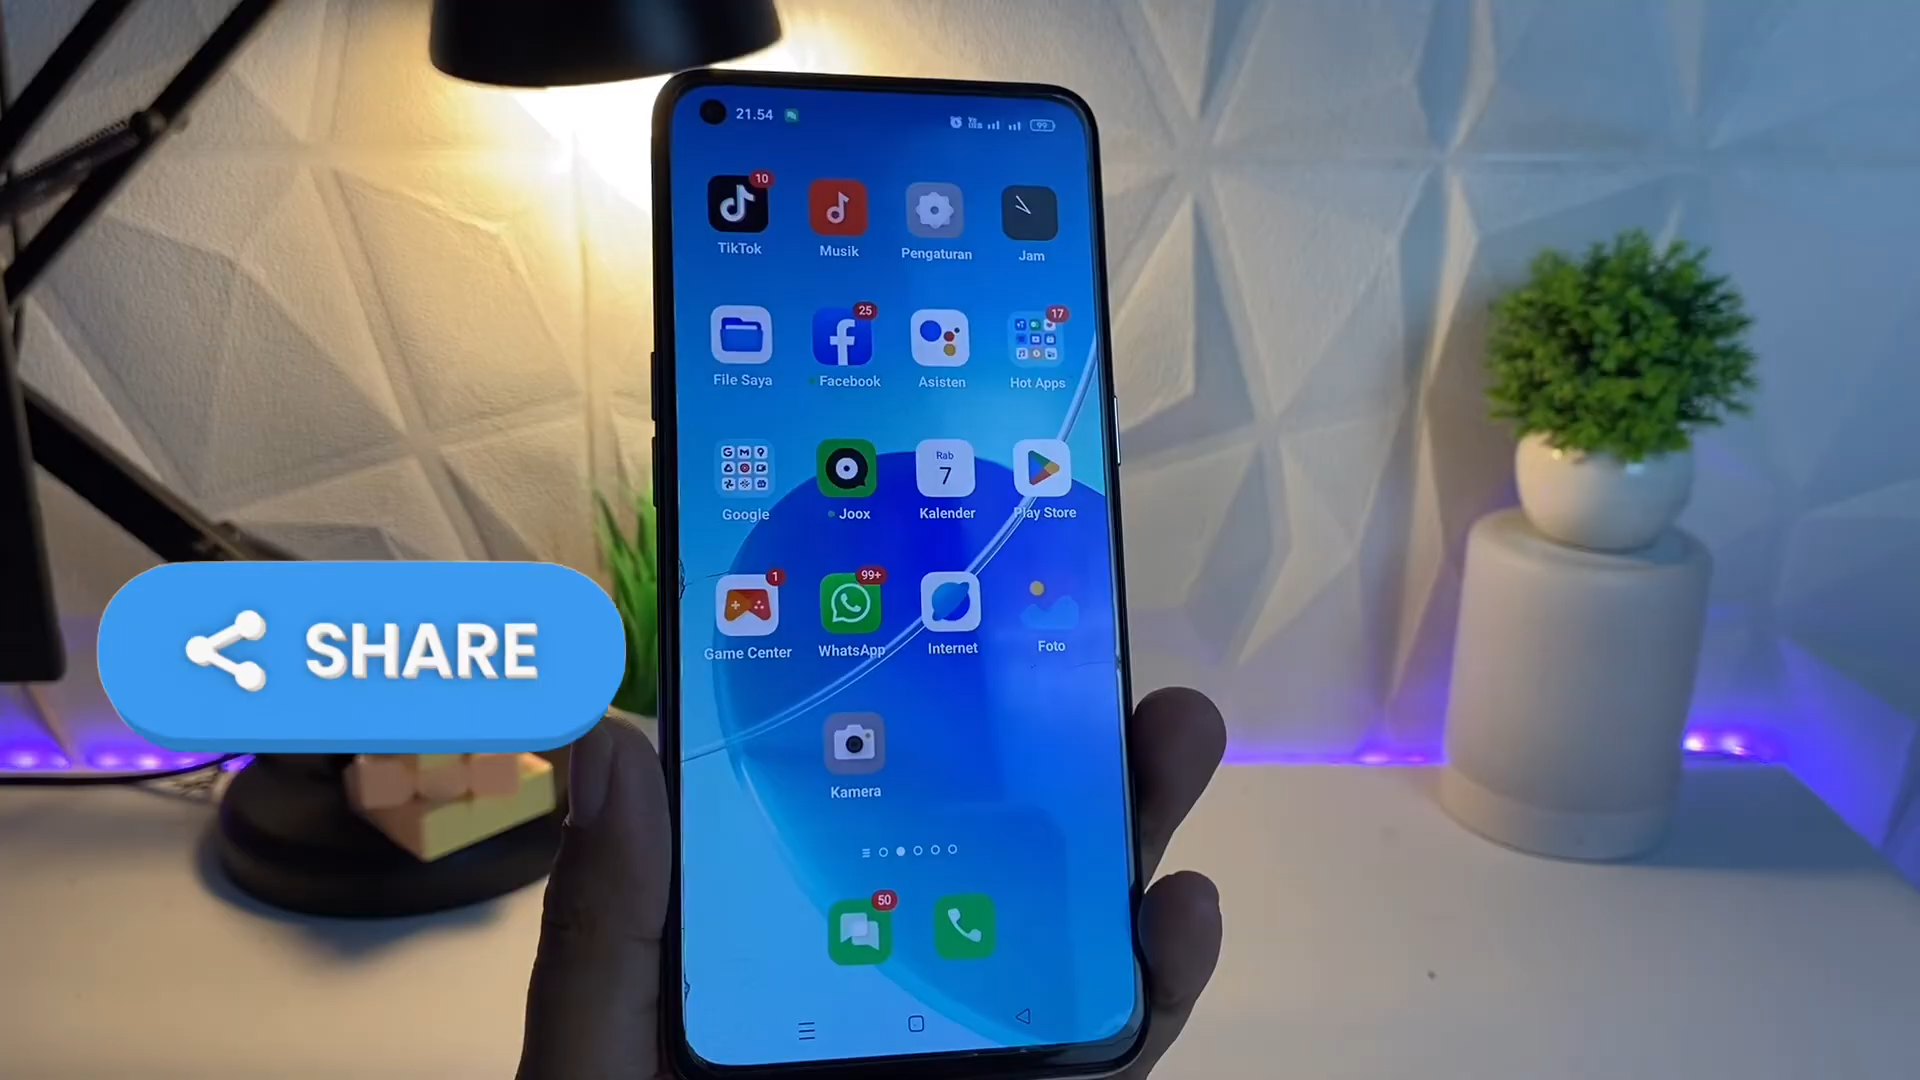 21.54
99
10
TikTok
Musik
Pengaturan
Jam
25
17
File Saya
Facebook
Asisten
Hot Apps
Rab
7
Google
Joox
Kalender
Play Store
1
99+
Game Center
WhatsApp
Internet
Foto
SHARE
Kamera
50